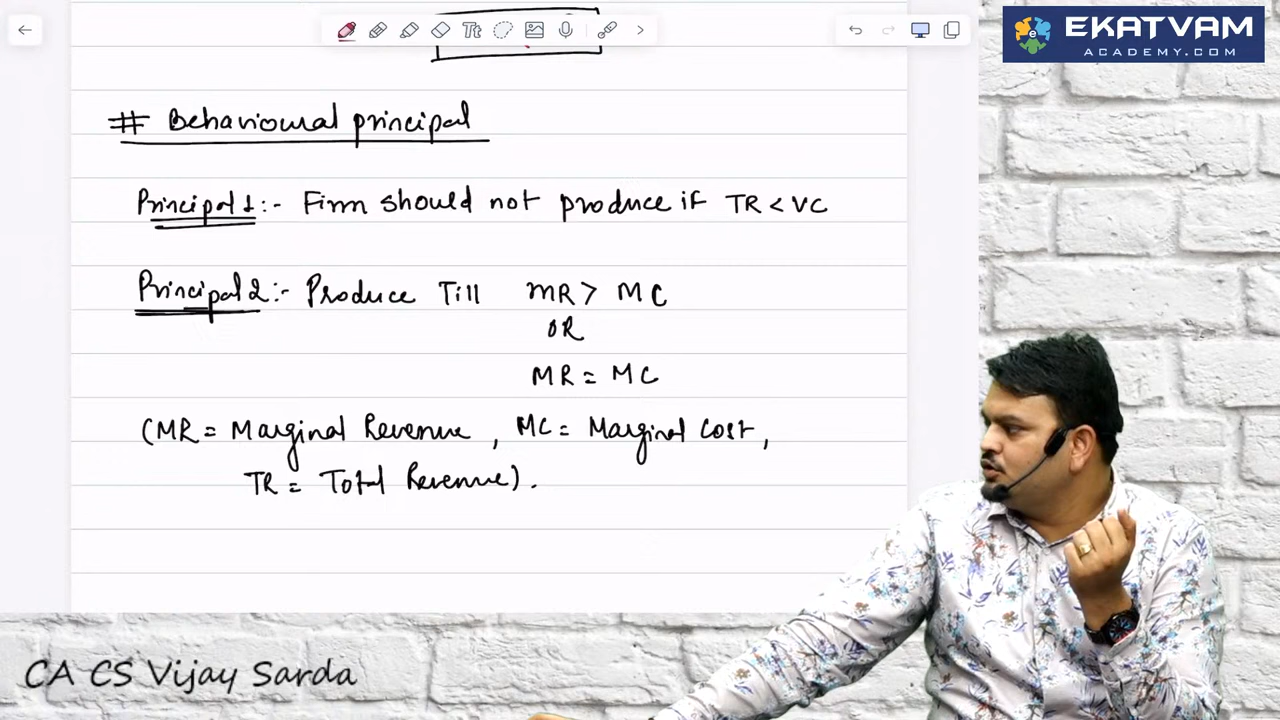 EKATVAM
ACADEMY.COM
# Behavioural principal
Principal 1:- Firm should not produce if TR < VC
Principal 2:- Produce Till MR > MC
OR
MR = MC
(MR = Marginal Revenue, MC = Marginal Cost,
TR = Total Revenue).
CA CS Vijay Sarda